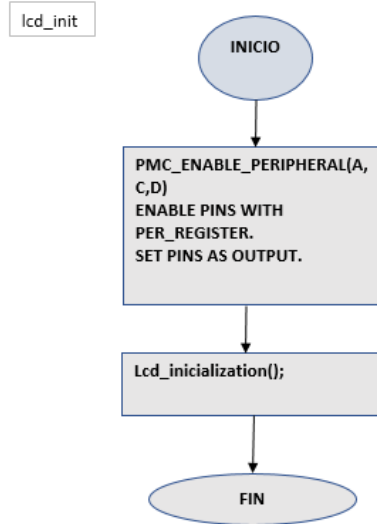 lcd_init
INICIO
PMC_ENABLE_PERIPHERAL(A,
C,D)
ENABLE PINS WITH
PER_REGISTER.
SET PINS AS OUTPUT.
Lcd_inicialization();
FIN